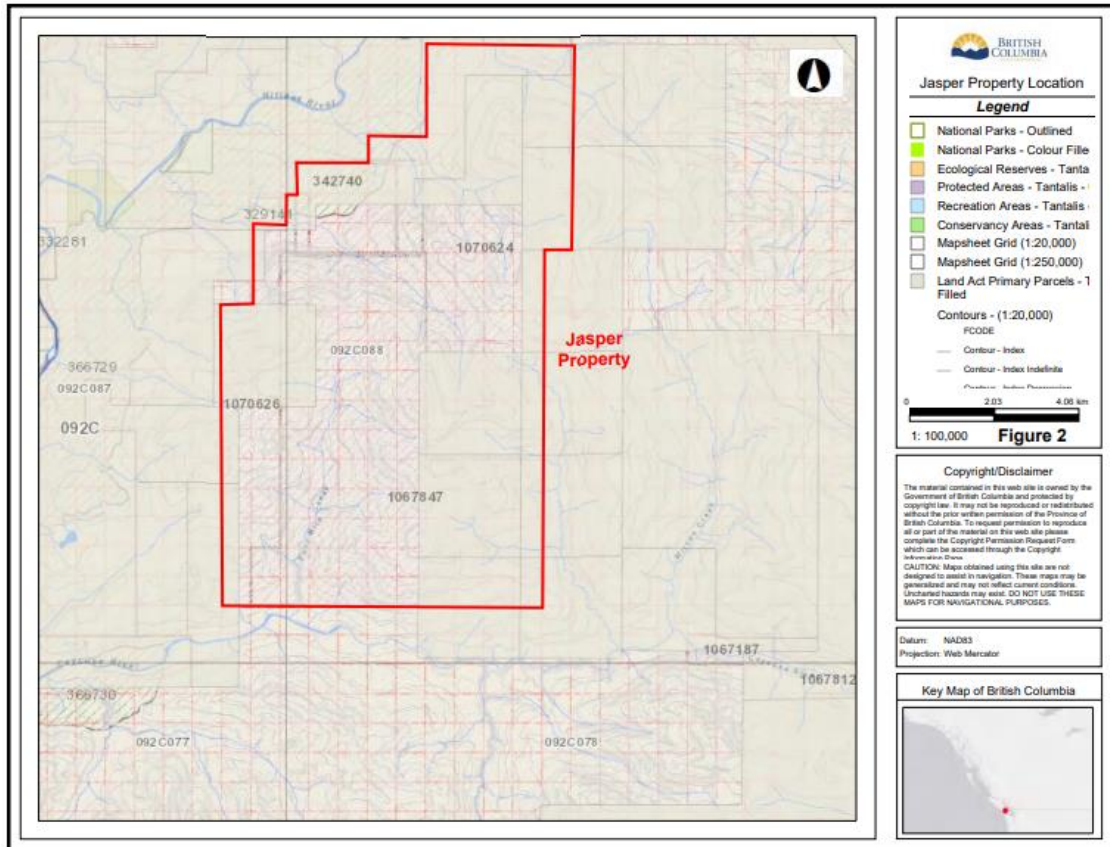 Nitinat River
342740
329144
332281
1070624
Jasper
Property
092C088
366729
092C087
1070626
092C
1067847
1067187
1067812
366730
092C077
092C078
BRITISH
COLUMBIA
Jasper Property Location
Legend
National Parks - Outlined
National Parks - Colour Fille
Ecological Reserves - Tanta
Protected Areas - Tantalis -
Recreation Areas - Tantalis
Conservancy Areas - Tantali
Mapsheet Grid (1:20,000)
Mapsheet Grid (1:250,000)
Land Act Primary Parcels - T
Filled
Contours - (1:20,000)
FCODE
Contour - Index
Contour - Index Indefinite
Contour - Index Depression
0 2.03 4.06 km
1: 100,000 Figure 2
Copyright/Disclaimer
The material contained in this web site is owned by the
Government of British Columbia and protected by
copyright law. It may not be reproduced or redistributed
without the prior written permission of the Province of
British Columbia. To request permission to reproduce
all or part of the material on this web site please
complete the Copyright Permission Request Form
which can be accessed through the Copyright
Information Page
CAUTION: Maps obtained using this site are not
designed to assist in navigation. These maps may be
generalized and may not reflect current conditions.
Uncharted hazards may exist. DO NOT USE THESE
MAPS FOR NAVIGATIONAL PURPOSES.
Datum: NAD83
Projection: Web Mercator
Key Map of British Columbia